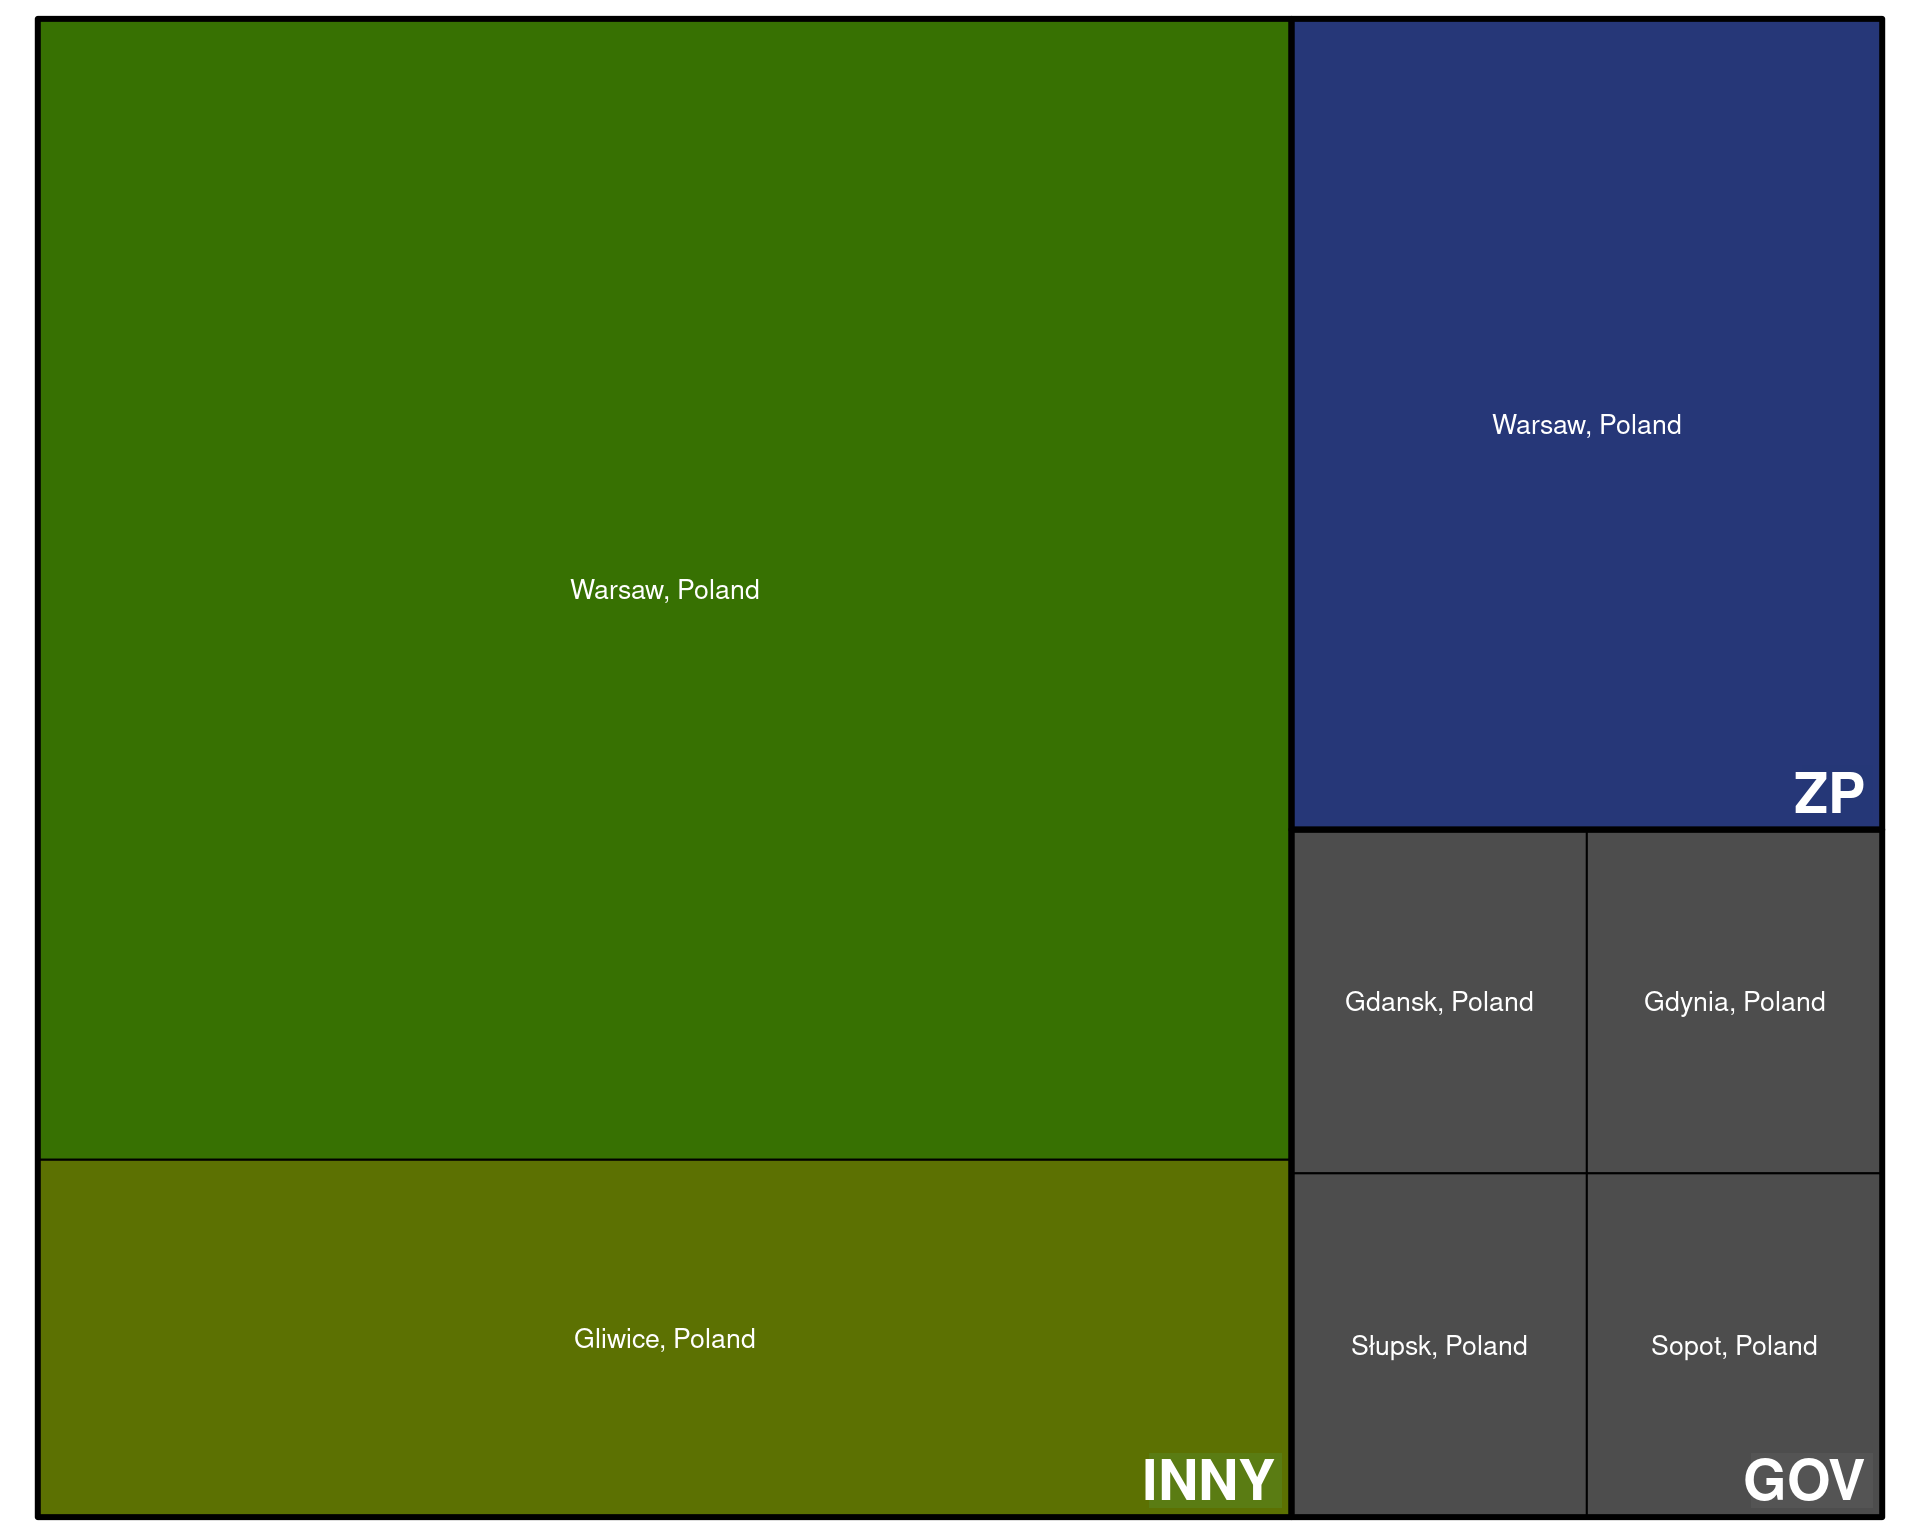 Warsaw, Poland
Gliwice, Poland
INNY
Warsaw, Poland
ZP
Gdansk, Poland
Gdynia, Poland
Słupsk, Poland
Sopot, Poland
GOV